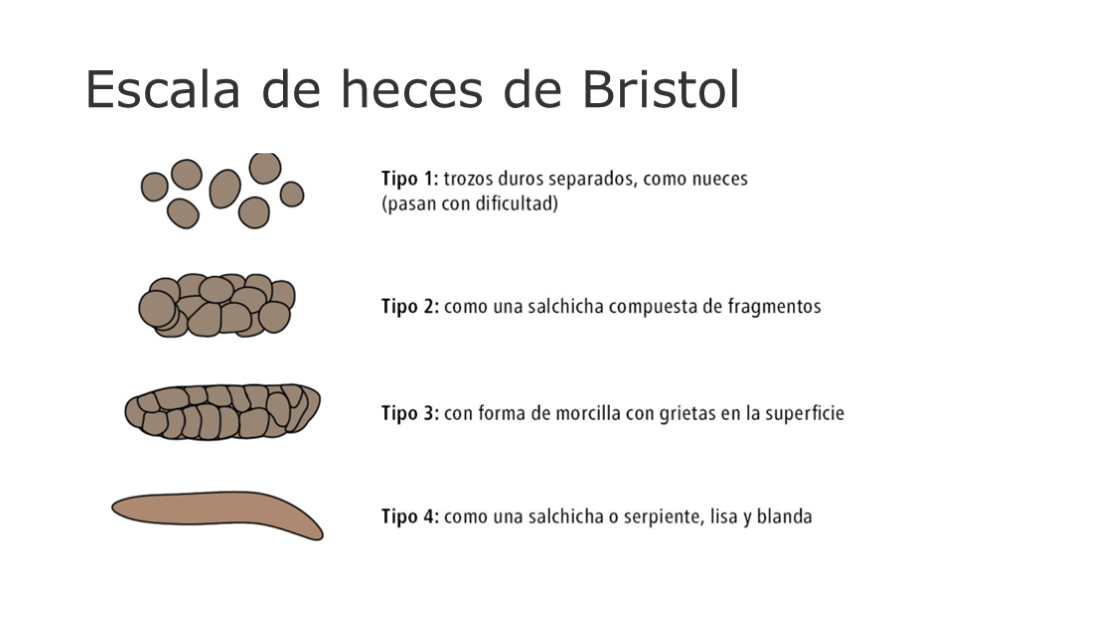 Escala de heces de Bristol
Tipo 1: trozos duros separados, como nueces
(pasan con dificultad)
Tipo 2: como una salchicha compuesta de fragmentos
Tipo 3: con forma de morcilla con grietas en la superficie
Tipo 4: como una salchicha o serpiente, lisa y blanda